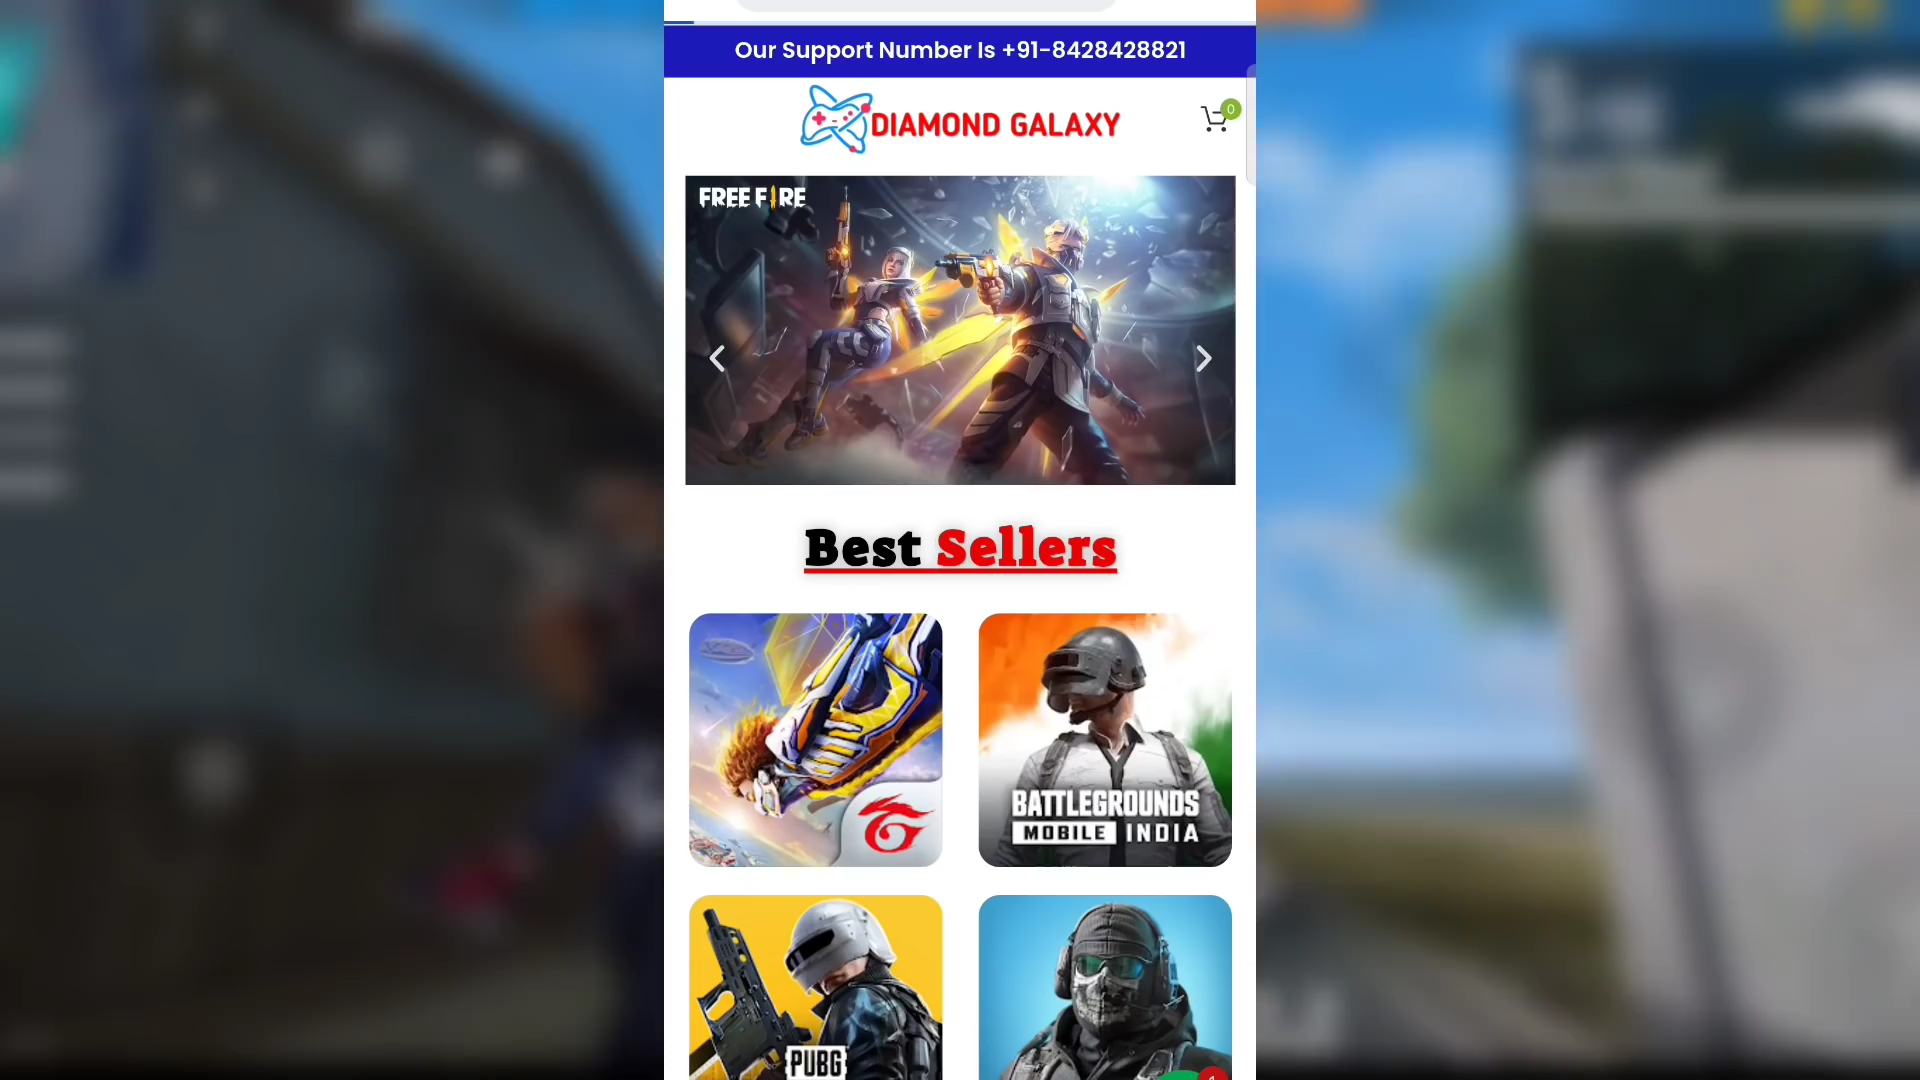 Our Support Number Is +91-8428428821
DIAMOND GALAXY
0
FREE FIRE
Best Sellers
BATTLEGROUNDS
MOBILE INDIA
PUBG